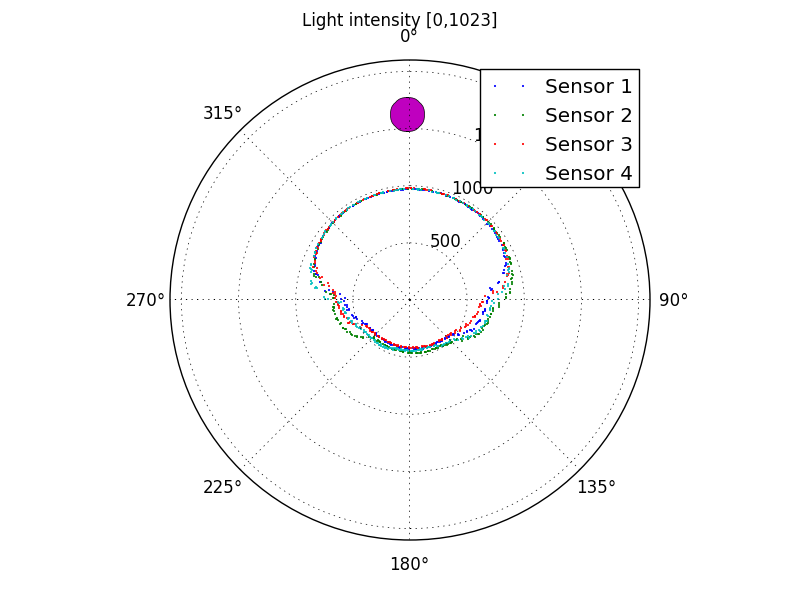 Light intensity [0,1023]
0°
315°
Sensor 1
Sensor 2
Sensor 3
Sensor 4
1000
500
270°
90°
225°
135°
180°